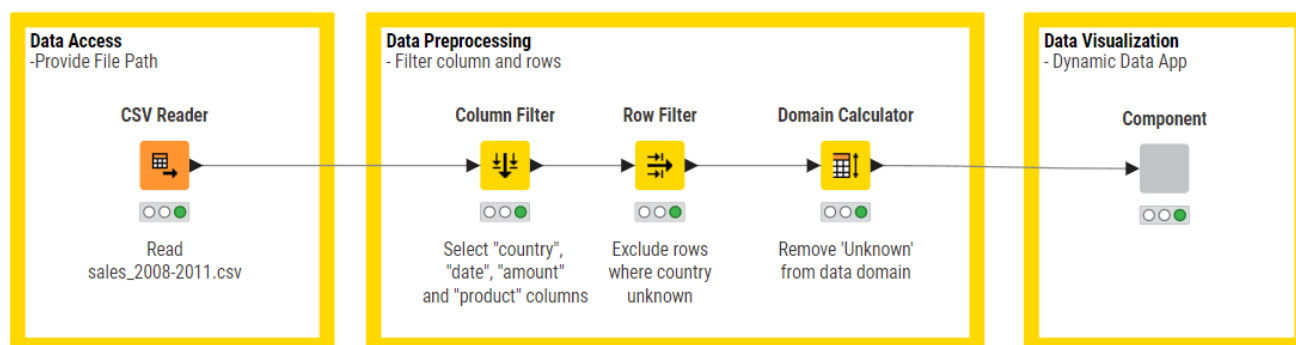 Data Access
-Provide File Path
CSV Reader
Read
sales_2008-2011.csv
Data Preprocessing
- Filter column and rows
Column Filter
Select "country",
"date", "amount"
and "product" columns
Row Filter
Exclude rows
where country
unknown
Domain Calculator
Remove 'Unknown'
from data domain
Data Visualization
- Dynamic Data App
Component